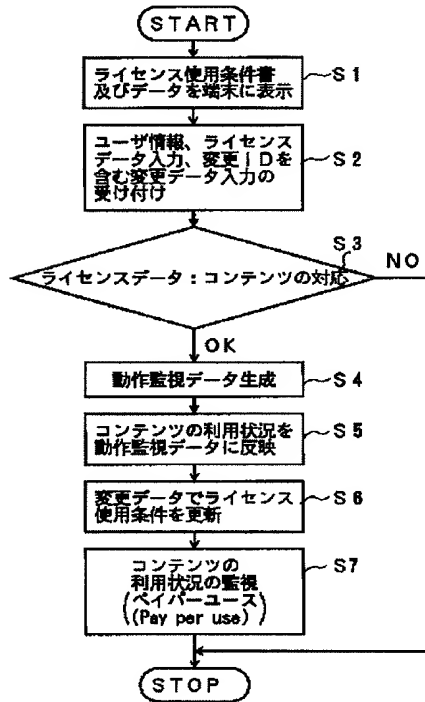 START
ライセンス使用条件書
及びデータを端末に表示
S1
ユーザ情報、ライセンス
データ入力、変更IDを
含む変更データ入力の
受け付け
S2
S3
ライセンスデータ：コンテンツの対応
NO
OK
動作監視データ生成
S4
コンテンツの利用状況を
動作監視データに反映
S5
変更データでライセンス
使用条件を更新
S6
コンテンツの
利用状況の監視
(ペイパーユース
(Pay per use))
S7
STOP